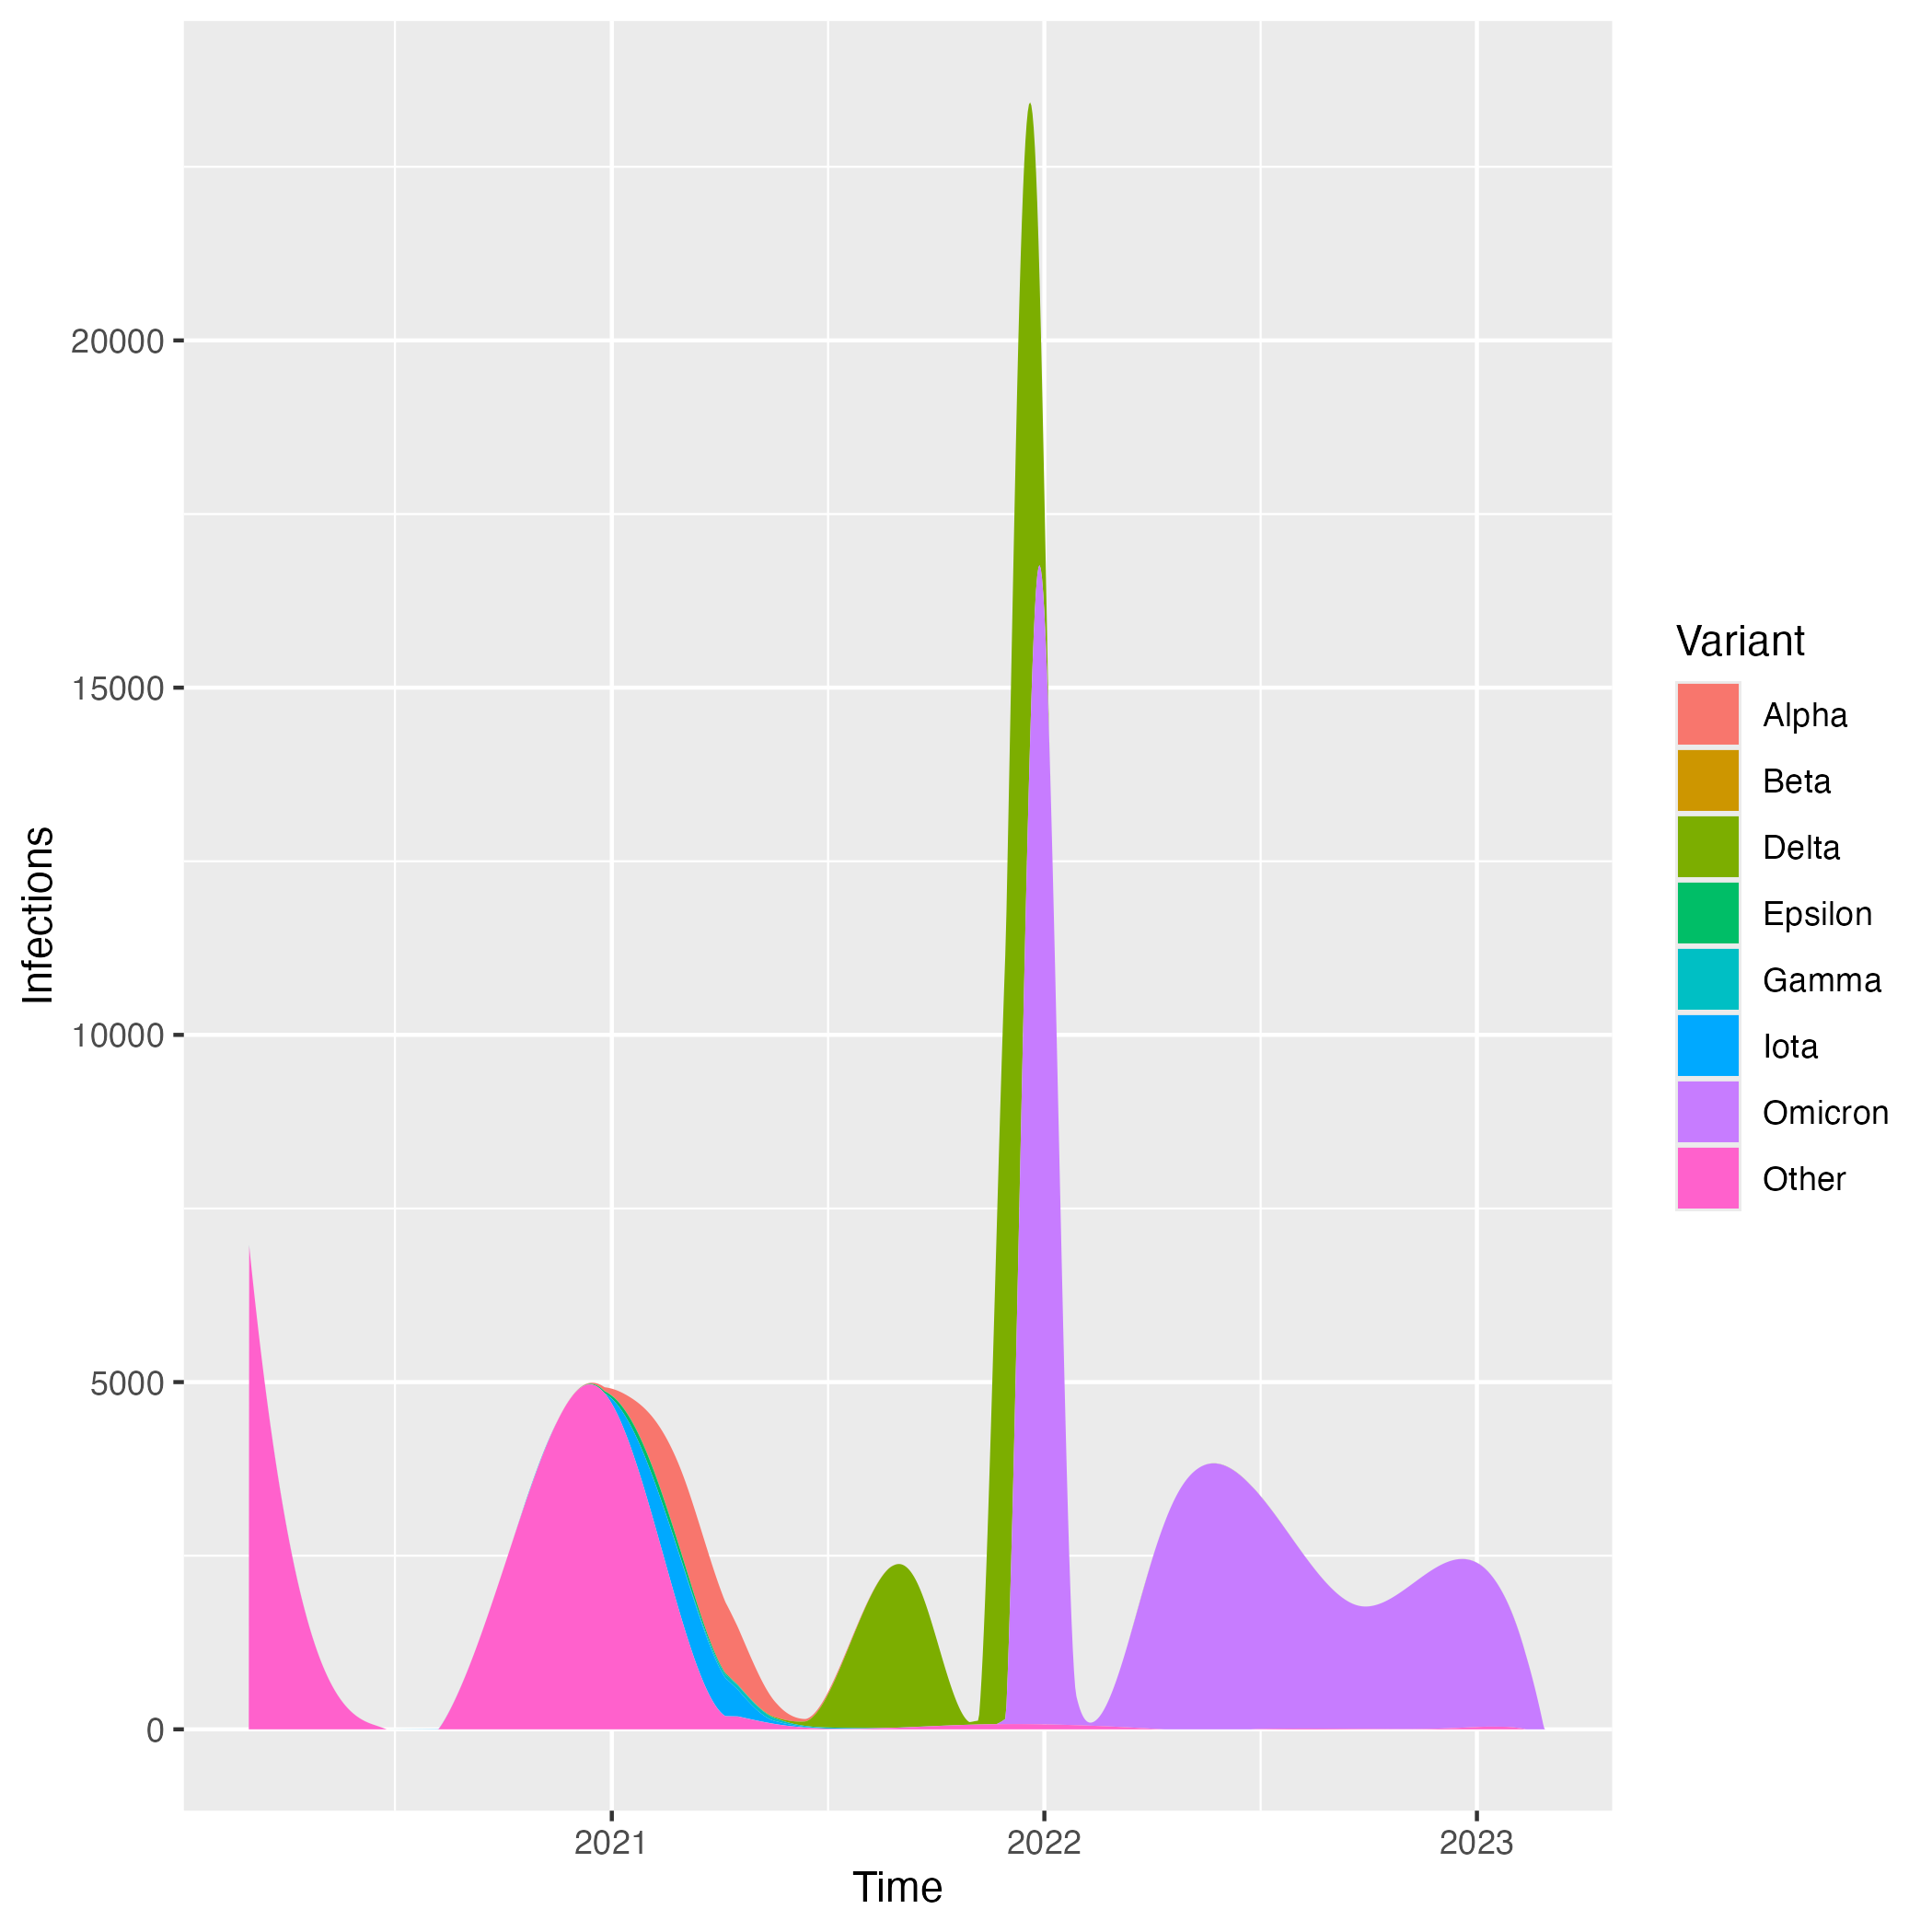 Infections
20000
15000
10000
5000
0
2021
2022
2023
Time
Variant
Alpha
Beta
Delta
Epsilon
Gamma
Iota
Omicron
Other